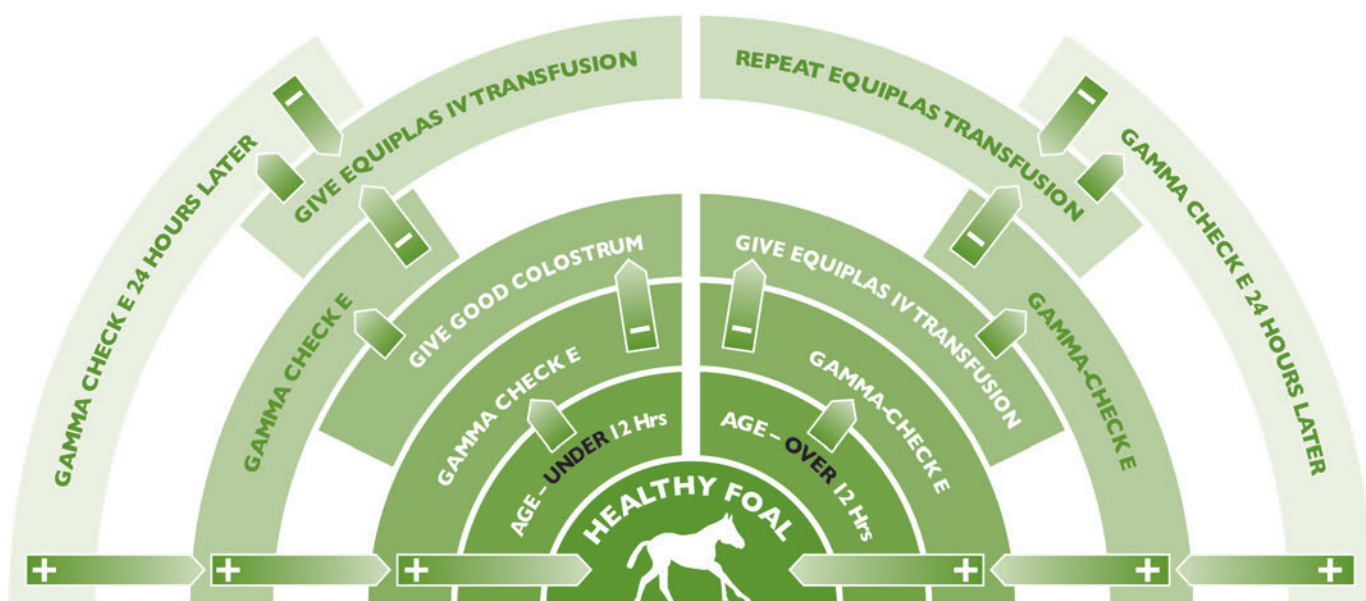 GAMMA CHECK E 24 HOURS LATER
GIVE EQUIPLAS IV TRANSFUSION
GAMMA CHECK E
GIVE GOOD COLOSTRUM
GAMMA CHECK E
AGE – UNDER 12 Hrs
HEALTHY FOAL
AGE – OVER 12 Hrs
GAMMA-CHECK E
GIVE EQUIPLAS IV TRANSFUSION
GAMMA-CHECK E
REPEAT EQUIPLAS TRANSFUSION
GAMMA CHECK E 24 HOURS LATER
–
–
–
–
–
–
+
+
+
+
+
+